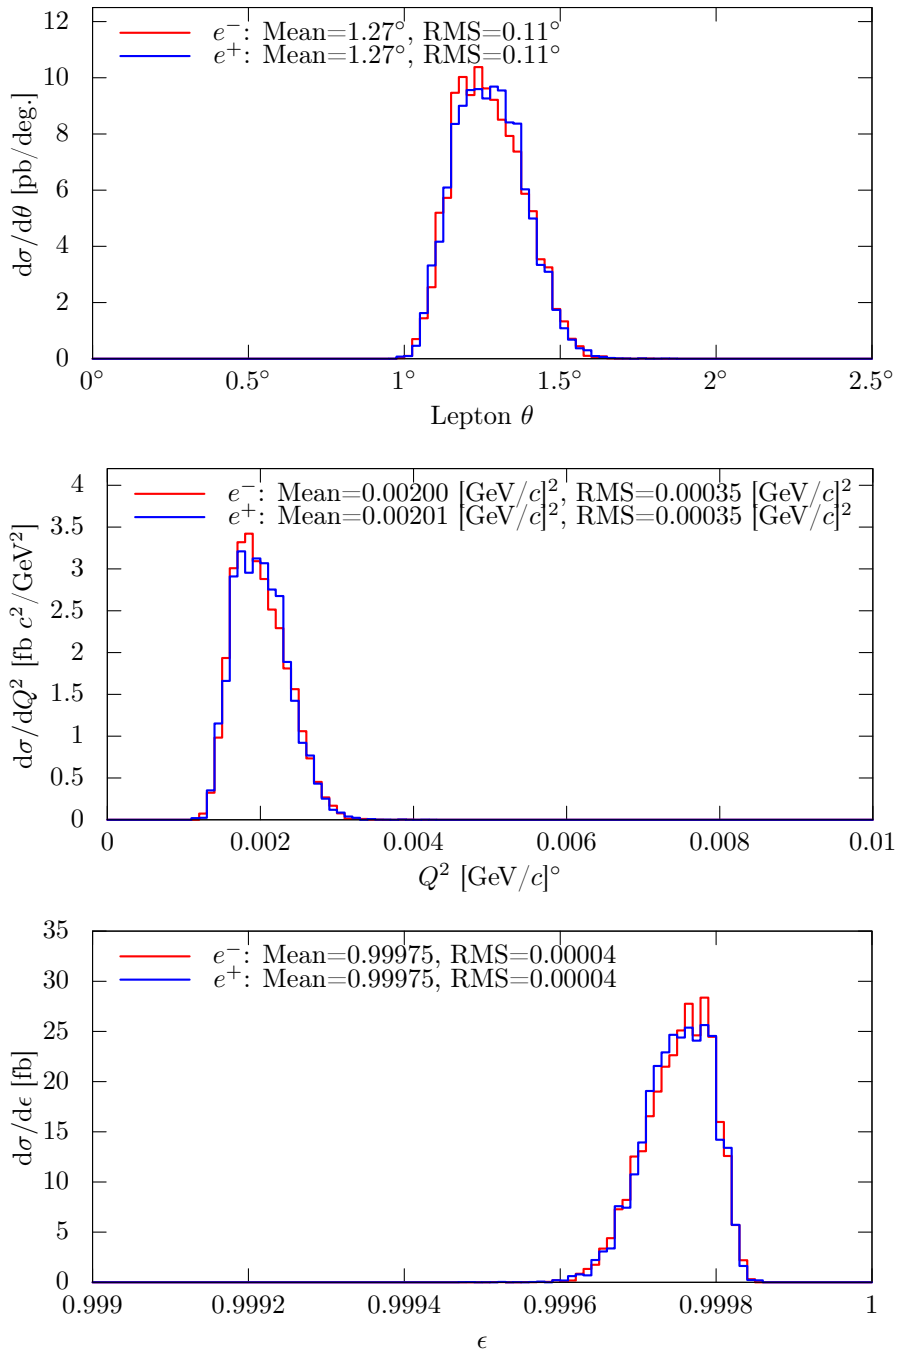 e⁻: Mean=1.27°, RMS=0.11°
e⁺: Mean=1.27°, RMS=0.11°
12
10
8
6
4
2
0
dσ/dθ [pb/deg.]
0° 0.5° 1° 1.5° 2° 2.5°
Lepton θ
e⁻: Mean=0.00200 [GeV/c]², RMS=0.00035 [GeV/c]²
e⁺: Mean=0.00201 [GeV/c]², RMS=0.00035 [GeV/c]²
4
3.5
3
2.5
2
1.5
1
0.5
0
dσ/dQ² [fb c²/GeV²]
0 0.002 0.004 0.006 0.008 0.01
Q² [GeV/c]°
e⁻: Mean=0.99975, RMS=0.00004
e⁺: Mean=0.99975, RMS=0.00004
35
30
25
20
15
10
5
0
dσ/dϵ [fb]
0.999 0.9992 0.9994 0.9996 0.9998 1
ϵ